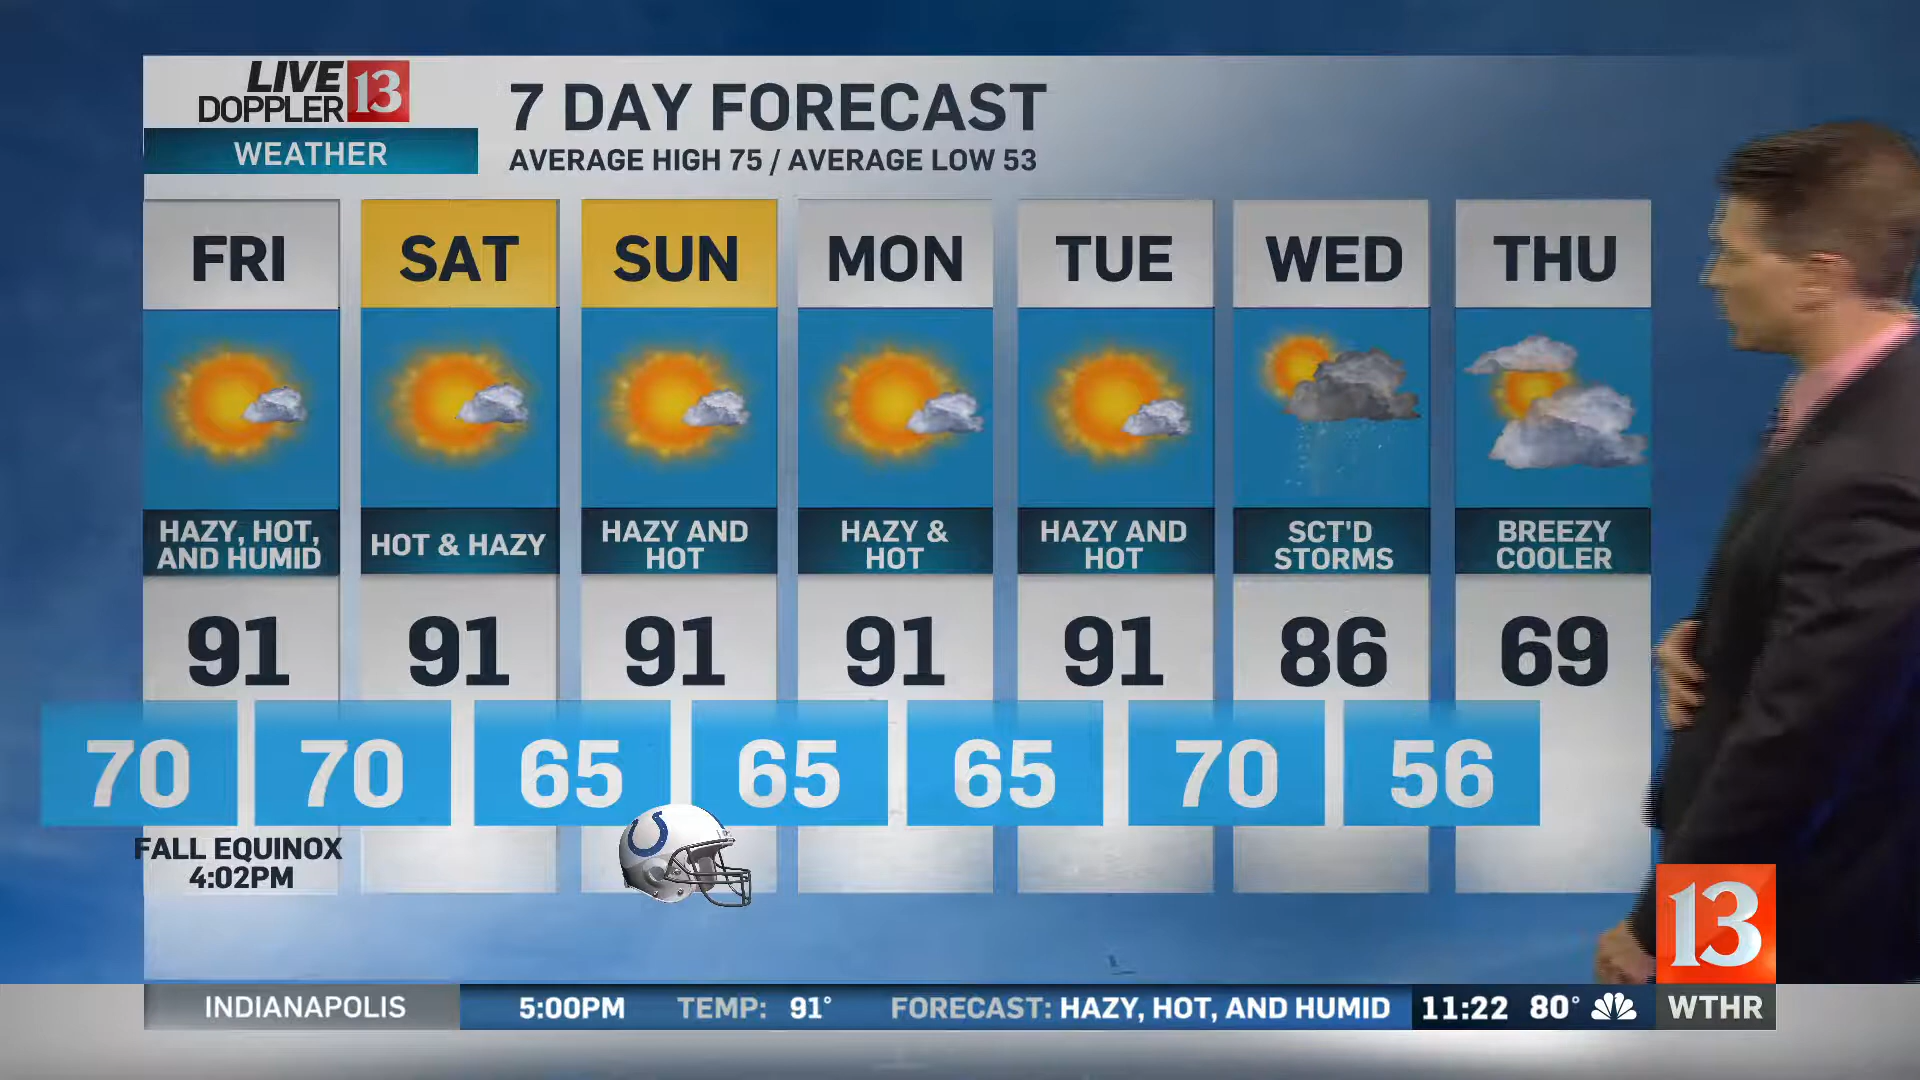 LIVE
DOPPLER 13
WEATHER
7 DAY FORECAST
AVERAGE HIGH 75 / AVERAGE LOW 53
FRI SAT SUN MON TUE WED THU
HAZY, HOT,
AND HUMID
HOT & HAZY
HAZY AND
HOT
HAZY &
HOT
HAZY AND
HOT
SCT'D
STORMS
BREEZY
COOLER
91 91 91 91 91 86 69
70 70 65 65 65 70 56
FALL EQUINOX
4:02PM
13
INDIANAPOLIS 5:00PM TEMP: 91° FORECAST: HAZY, HOT, AND HUMID 11:22 80° WTHR